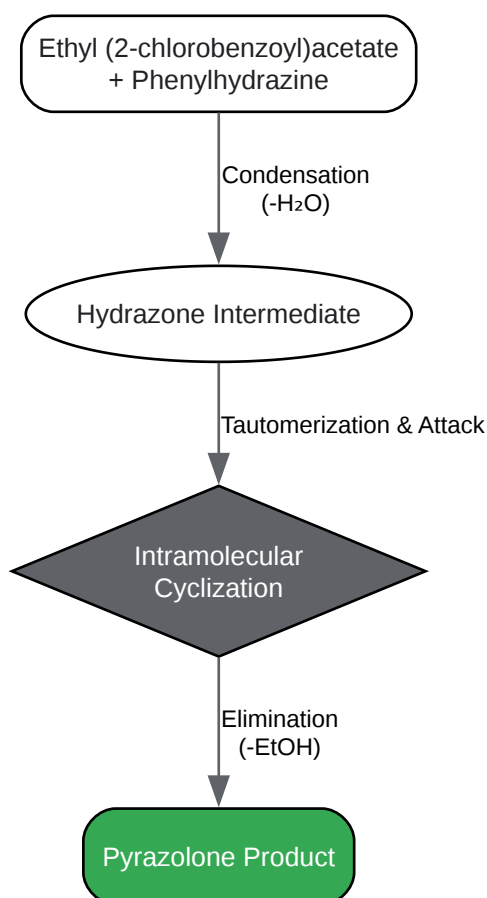 Ethyl (2-chlorobenzoyl)acetate
+ Phenylhydrazine
Condensation
(-H₂O)
Hydrazone Intermediate
Tautomerization & Attack
Intramolecular
Cyclization
Elimination
(-EtOH)
Pyrazolone Product